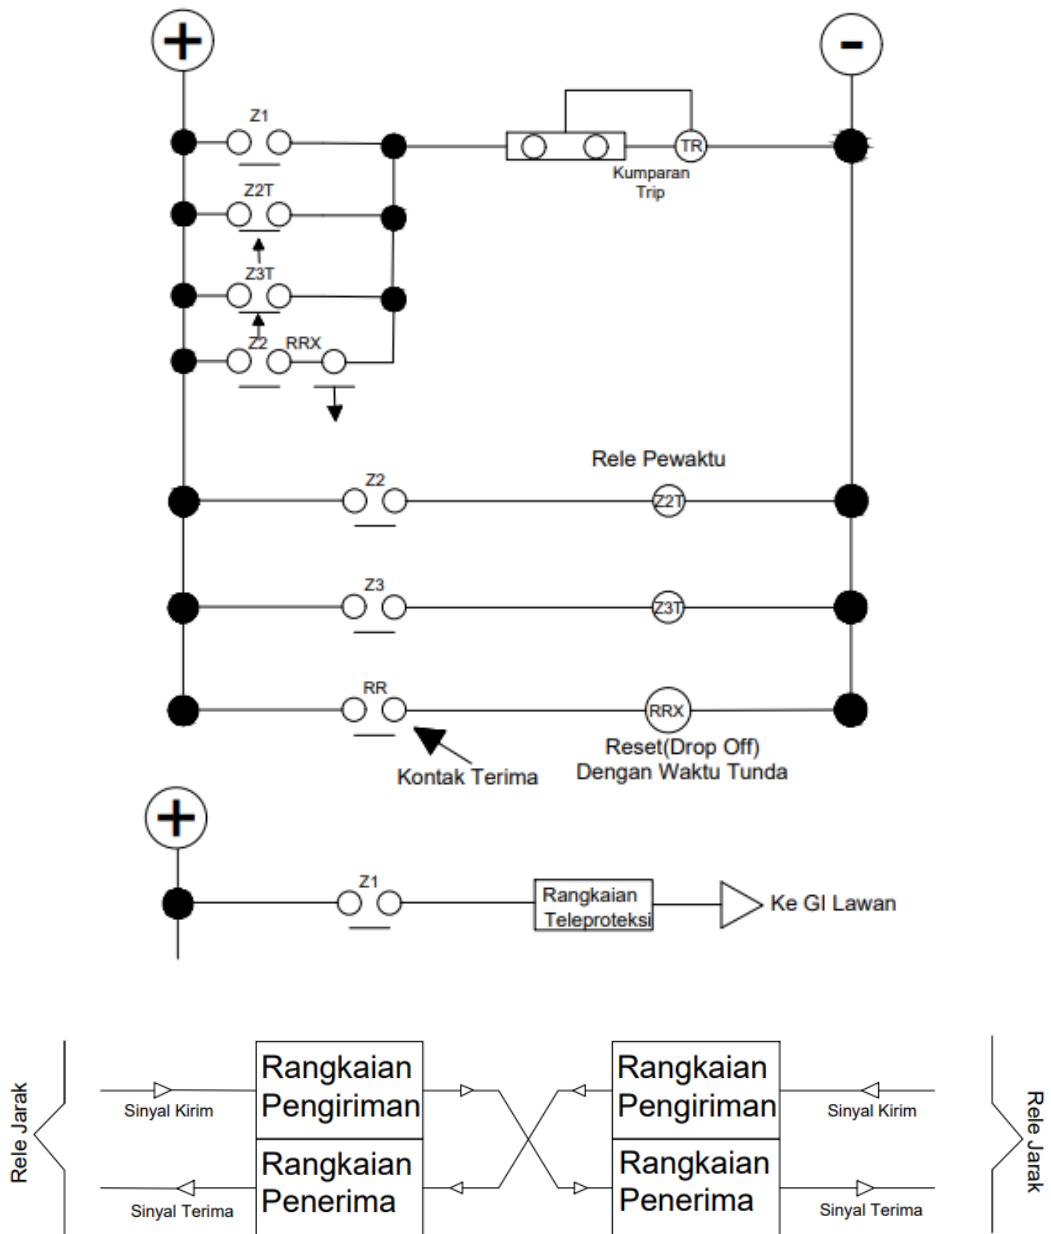 +
-
Z1
TR
Kumparan
Trip
Z2T
Z3T
Z2 RRX
Rele Pewaktu
Z2
Z2T
Z3
Z3T
RR
RRX
Kontak Terima
Reset(Drop Off)
Dengan Waktu Tunda
+
Z1
Rangkaian
Teleproteksi
Ke GI Lawan
Rele Jarak
Sinyal Kirim
Rangkaian
Pengiriman
Rangkaian
Pengiriman
Sinyal Kirim
Rele Jarak
Sinyal Terima
Rangkaian
Penerima
Rangkaian
Penerima
Sinyal Terima